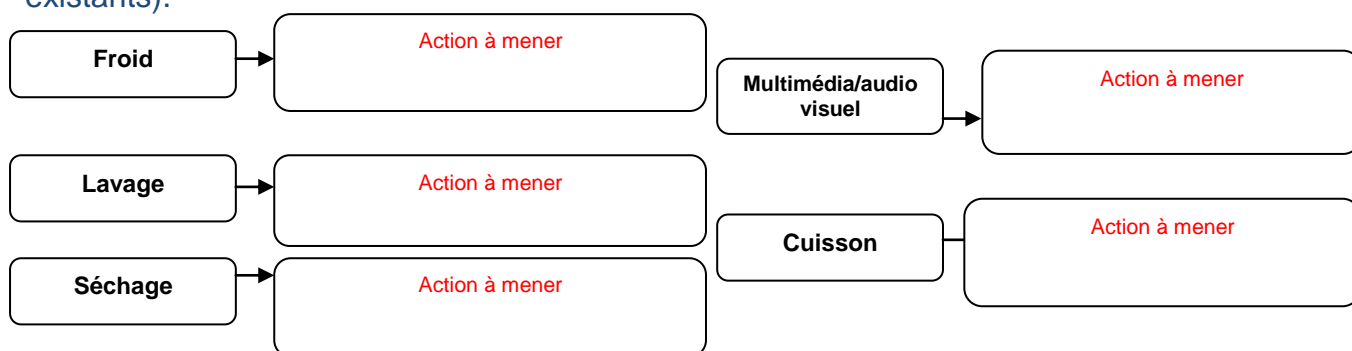 existants).
Froid
Action à mener
Multimédia/audio
visuel
Action à mener
Lavage
Action à mener
Cuisson
Action à mener
Séchage
Action à mener